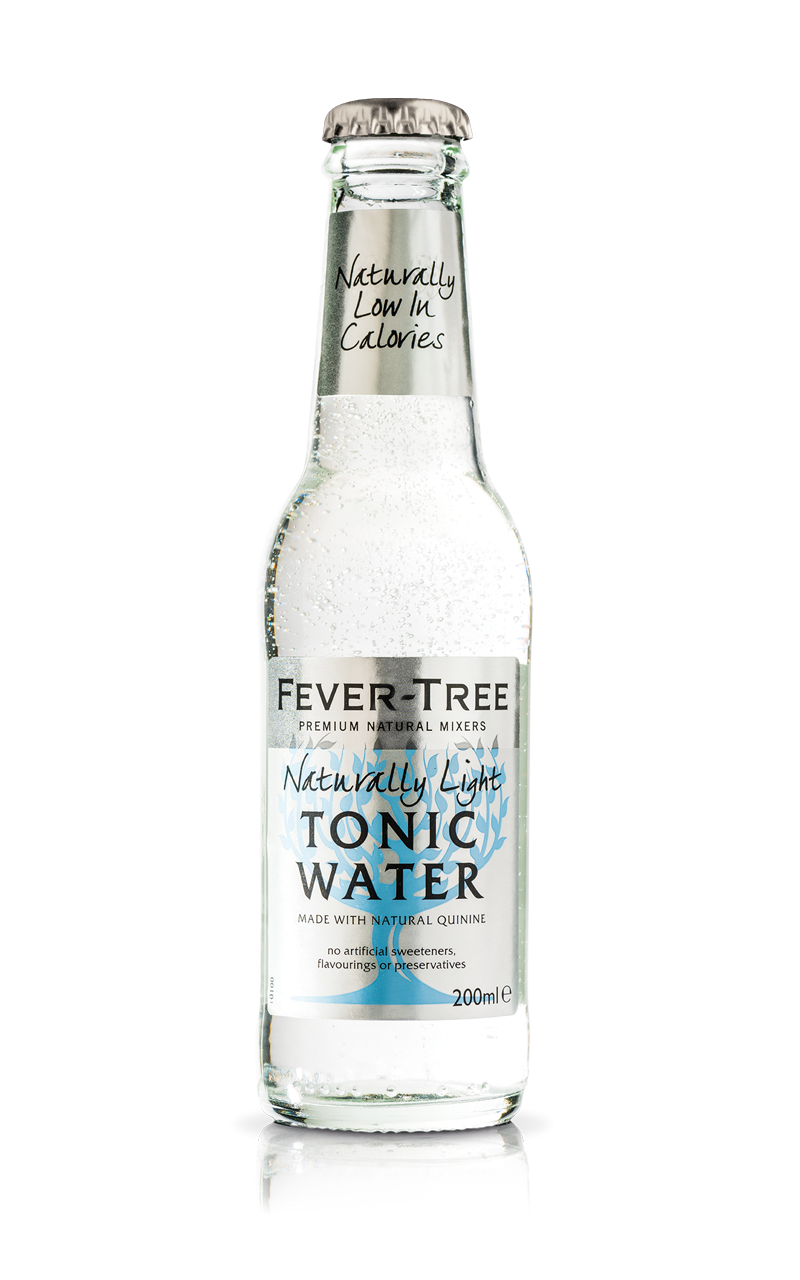 Naturally
Low In
Calories
FEVER-TREE
PREMIUM NATURAL MIXERS
Naturally Light
TONIC
WATER
MADE WITH NATURAL QUININE
no artificial sweeteners,
flavourings or preservatives
200ml ℮